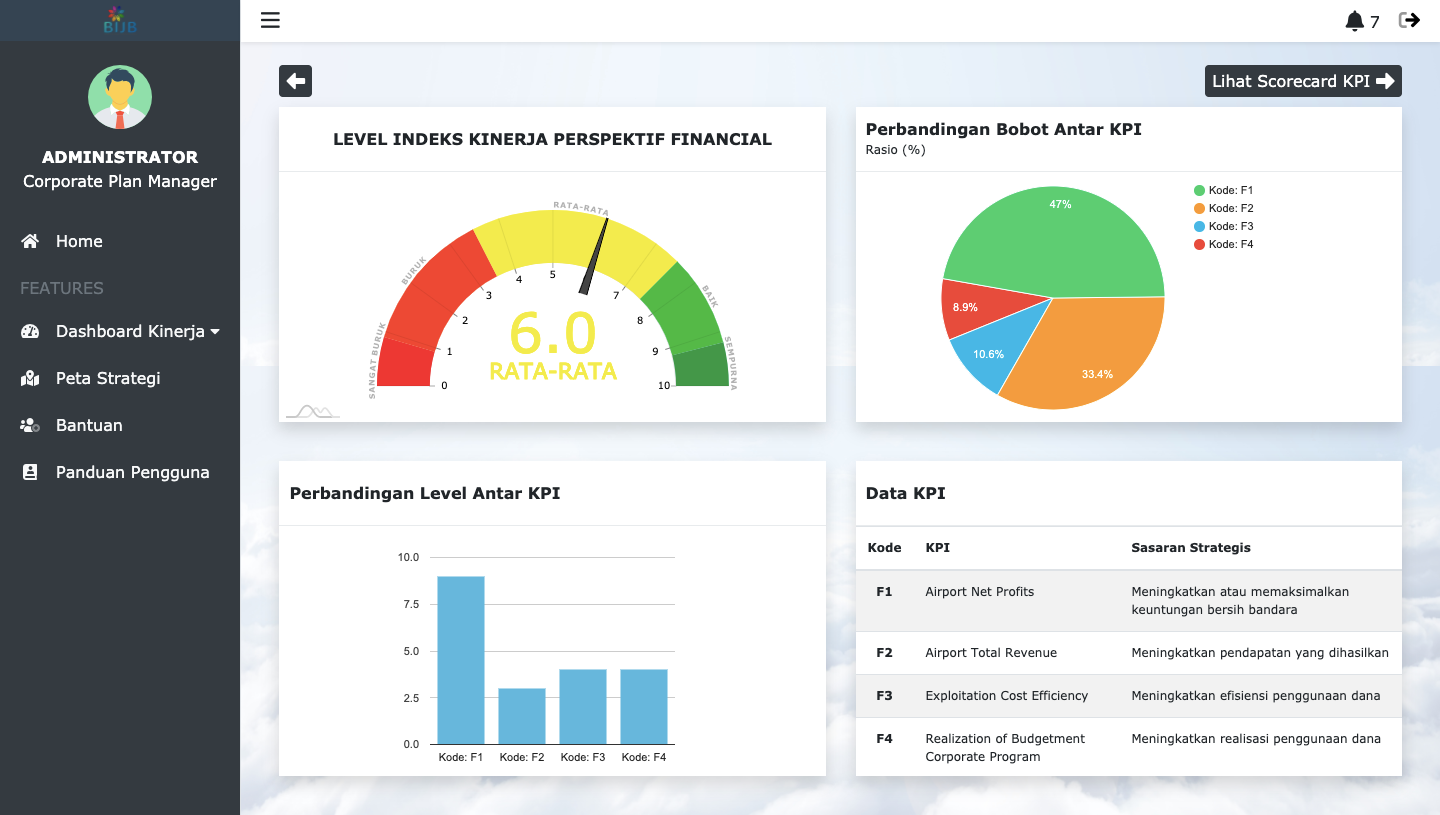 BIJB
7
ADMINISTRATOR
Corporate Plan Manager
Home
FEATURES
Dashboard Kinerja
Peta Strategi
Bantuan
Panduan Pengguna
Lihat Scorecard KPI
LEVEL INDEKS KINERJA PERSPEKTIF FINANCIAL
SANGAT BURUK
BURUK
RATA-RATA
BAIK
SEMPURNA
0
1
2
3
4
5
7
8
9
10
6.0
RATA-RATA
Perbandingan Bobot Antar KPI
Rasio (%)
47%
33.4%
10.6%
8.9%
Kode: F1
Kode: F2
Kode: F3
Kode: F4
Perbandingan Level Antar KPI
10.0
7.5
5.0
2.5
0.0
Kode: F1 Kode: F2 Kode: F3 Kode: F4
Data KPI
Kode KPI Sasaran Strategis
F1 Airport Net Profits Meningkatkan atau memaksimalkan
keuntungan bersih bandara
F2 Airport Total Revenue Meningkatkan pendapatan yang dihasilkan
F3 Exploitation Cost Efficiency Meningkatkan efisiensi penggunaan dana
F4 Realization of Budgetment Meningkatkan realisasi penggunaan dana
Corporate Program